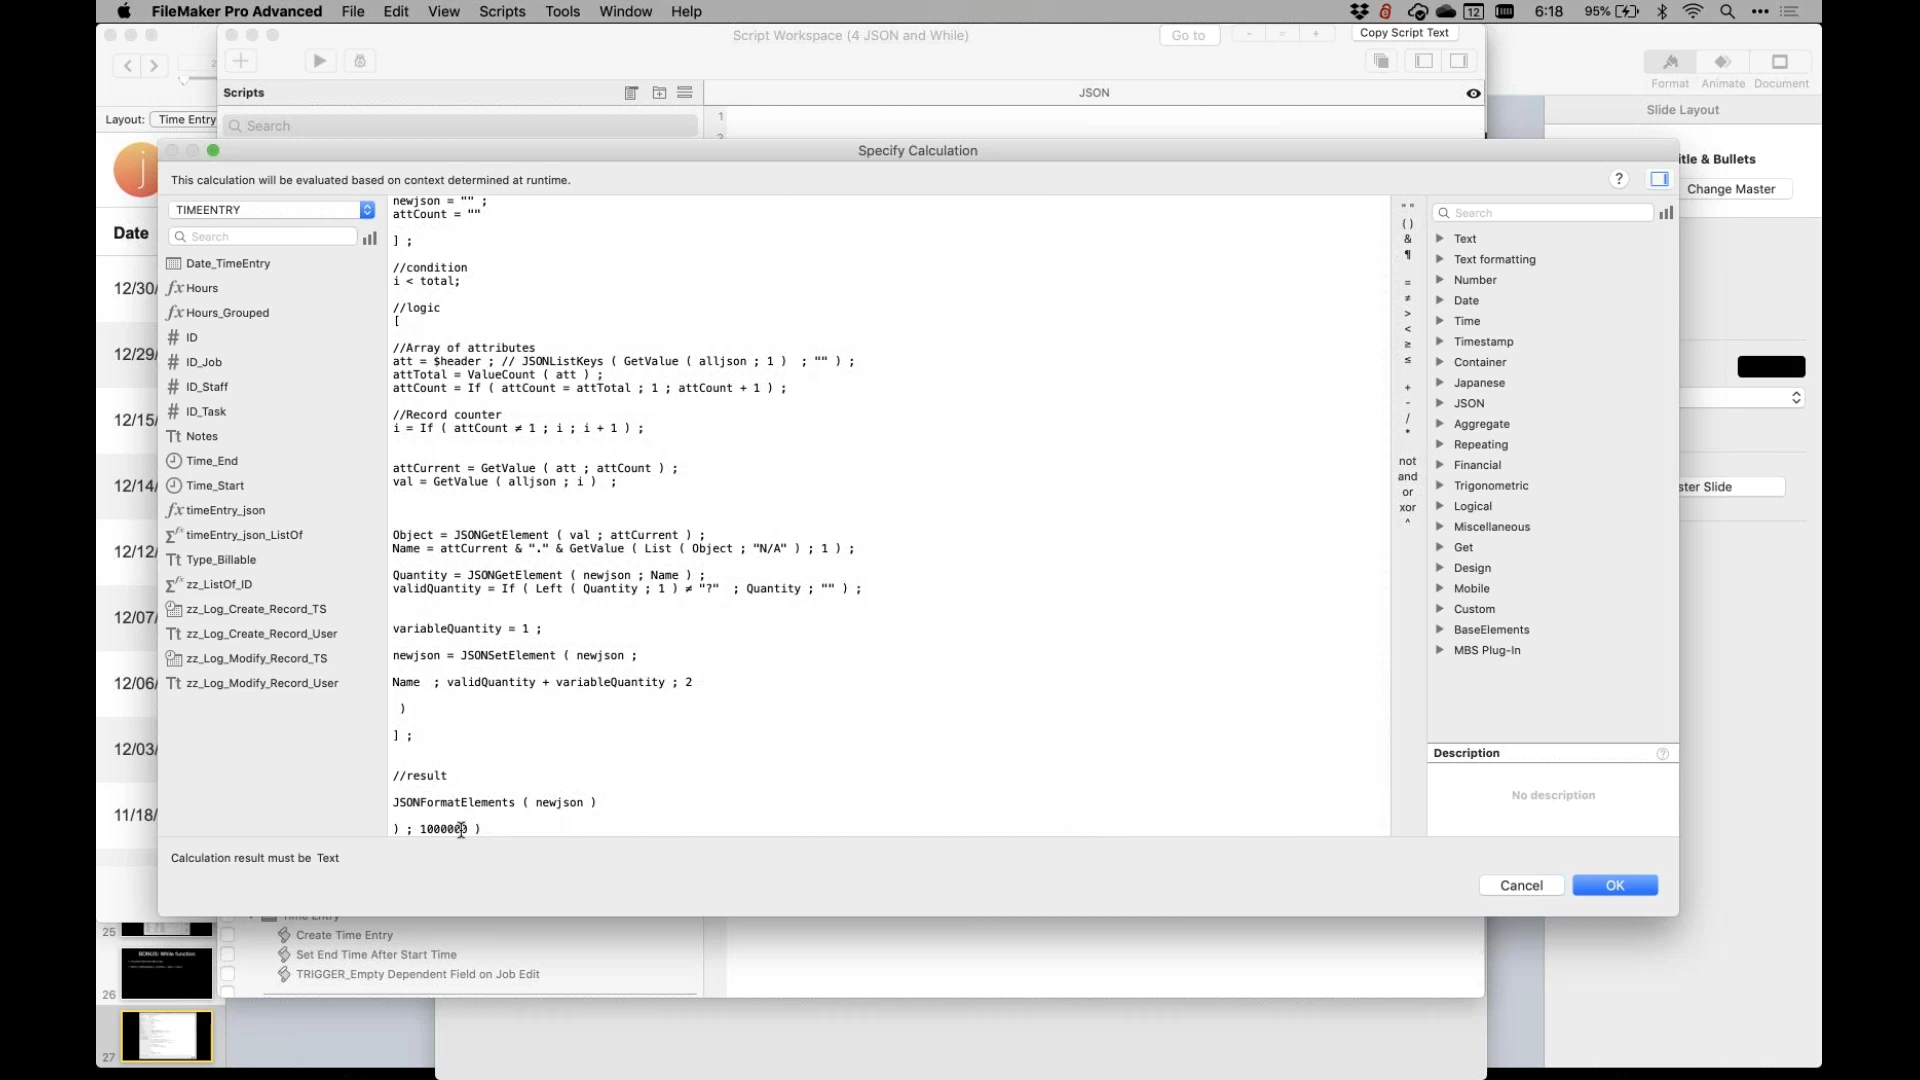 FileMaker Pro Advanced File Edit View Scripts Tools Window Help
12 6:18 95%
Script Workspace (4 JSON and While)
Go to - = +
Copy Script Text
Format Animate Document
Scripts
JSON
Slide Layout
Layout: Time Entry
Search
1
2
Specify Calculation
This calculation will be evaluated based on context determined at runtime.
?
tle & Bullets
Change Master
TIMEENTRY
Search
Date
Date_TimeEntry
Hours
Hours_Grouped
ID
ID_Job
ID_Staff
ID_Task
Notes
Time_End
Time_Start
timeEntry_json
timeEntry_json_ListOf
Type_Billable
zz_ListOf_ID
zz_Log_Create_Record_TS
zz_Log_Create_Record_User
zz_Log_Modify_Record_TS
zz_Log_Modify_Record_User
12/30/
12/29/
12/15/
12/14/
12/12/
12/07/
12/06/
12/03/
11/18/
newjson = "" ;
attCount = ""
] ;
//condition
i < total;
//logic
[
//Array of attributes
att = $header ; // JSONListKeys ( GetValue ( alljson ; 1 ) ; "" ) ;
attTotal = ValueCount ( att ) ;
attCount = If ( attCount = attTotal ; 1 ; attCount + 1 ) ;
//Record counter
i = If ( attCount ≠ 1 ; i ; i + 1 ) ;
attCurrent = GetValue ( att ; attCount ) ;
val = GetValue ( alljson ; i ) ;
Object = JSONGetElement ( val ; attCurrent ) ;
Name = attCurrent & "." & GetValue ( List ( Object ; "N/A" ) ; 1 ) ;
Quantity = JSONGetElement ( newjson ; Name ) ;
validQuantity = If ( Left ( Quantity ; 1 ) ≠ "?" ; Quantity ; "" ) ;
variableQuantity = 1 ;
newjson = JSONSetElement ( newjson ;
Name ; validQuantity + variableQuantity ; 2
)
] ;
//result
JSONFormatElements ( newjson )
) ; 1000000 )
" "
( )
&
¶
=
≠
>
<
≥
≤
+
-
/
*
not
and
or
xor
^
Search
Text
Text formatting
Number
Date
Time
Timestamp
Container
Japanese
JSON
Aggregate
Repeating
Financial
Trigonometric
Logical
Miscellaneous
Get
Design
Mobile
Custom
BaseElements
MBS Plug-In
Description
?
No description
ster Slide
Calculation result must be Text
Cancel OK
Time Entry
Create Time Entry
Set End Time After Start Time
TRIGGER_Empty Dependent Field on Job Edit
25
BONUS: While function
26
27